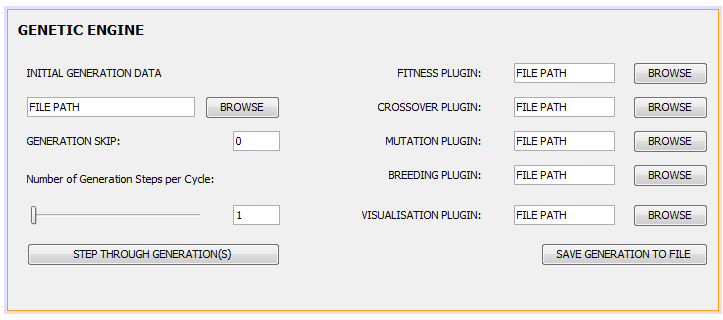 GENETIC ENGINE
INITIAL GENERATION DATA
FILE PATH BROWSE
GENERATION SKIP: 0
Number of Generation Steps per Cycle:
1
STEP THROUGH GENERATION(S)
FITNESS PLUGIN: FILE PATH BROWSE
CROSSOVER PLUGIN: FILE PATH BROWSE
MUTATION PLUGIN: FILE PATH BROWSE
BREEDING PLUGIN: FILE PATH BROWSE
VISUALISATION PLUGIN: FILE PATH BROWSE
SAVE GENERATION TO FILE